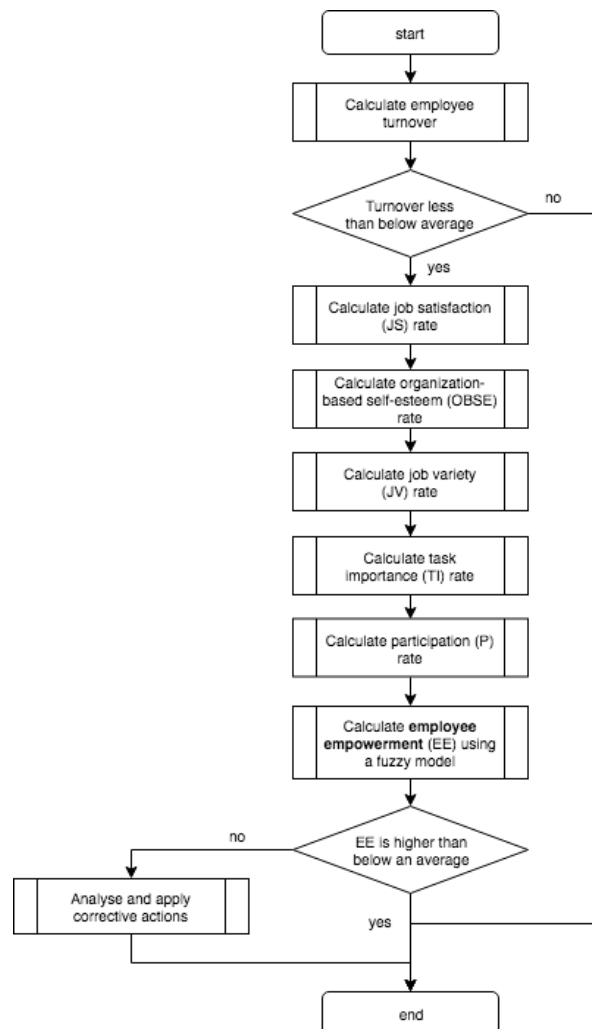 start
Calculate employee
turnover
Turnover less
than below average
no
yes
Calculate job satisfaction
(JS) rate
Calculate organization-
based self-esteem (OBSE)
rate
Calculate job variety
(JV) rate
Calculate task
importance (TI) rate
Calculate participation (P)
rate
Calculate employee
empowerment (EE) using
a fuzzy model
EE is higher than
below an average
no
Analyse and apply
corrective actions
yes
end